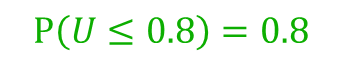 P(U ≤ 0.8) = 0.8